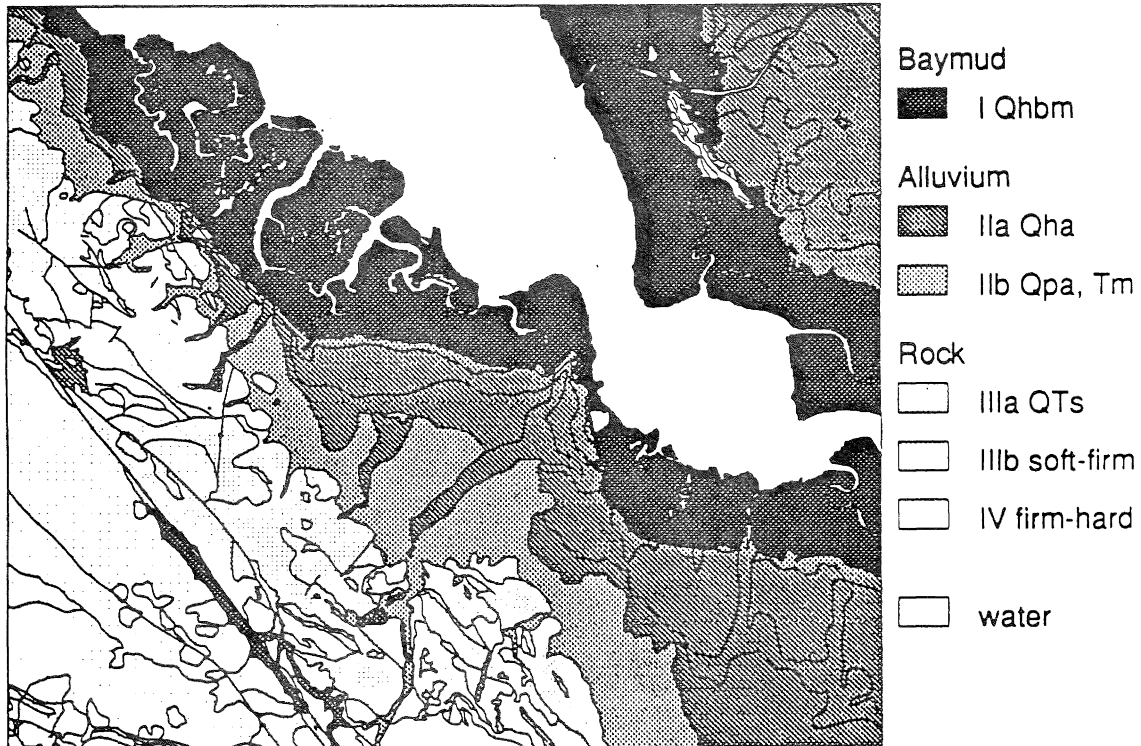 Baymud
I Qhbm
Alluvium
IIa Qha
IIb Qpa, Tm
Rock
IIIa QTs
IIIb soft-firm
IV firm-hard
water